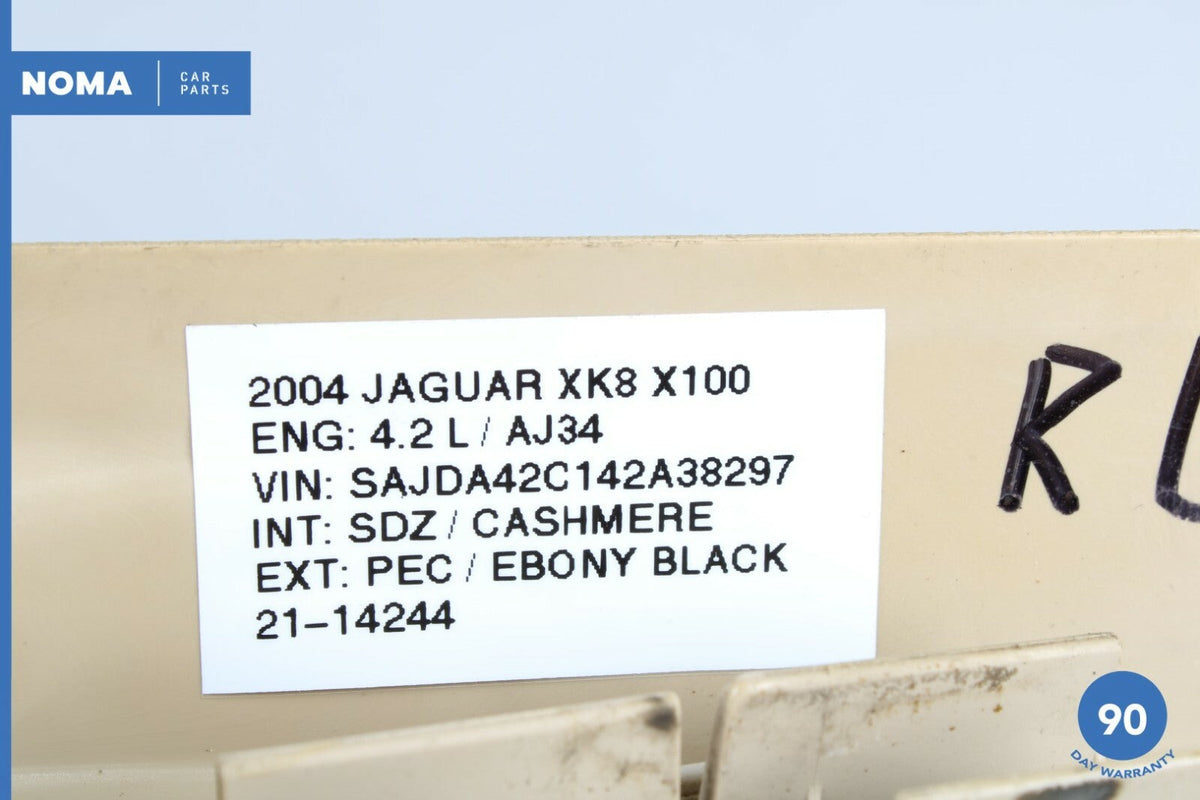 NOMA
CAR
PARTS
2004 JAGUAR XK8 X100
ENG: 4.2 L / AJ34
VIN: SAJDA42C142A38297
INT: SDZ / CASHMERE
EXT: PEC / EBONY BLACK
21-14244
R
90
DAY WARRANTY